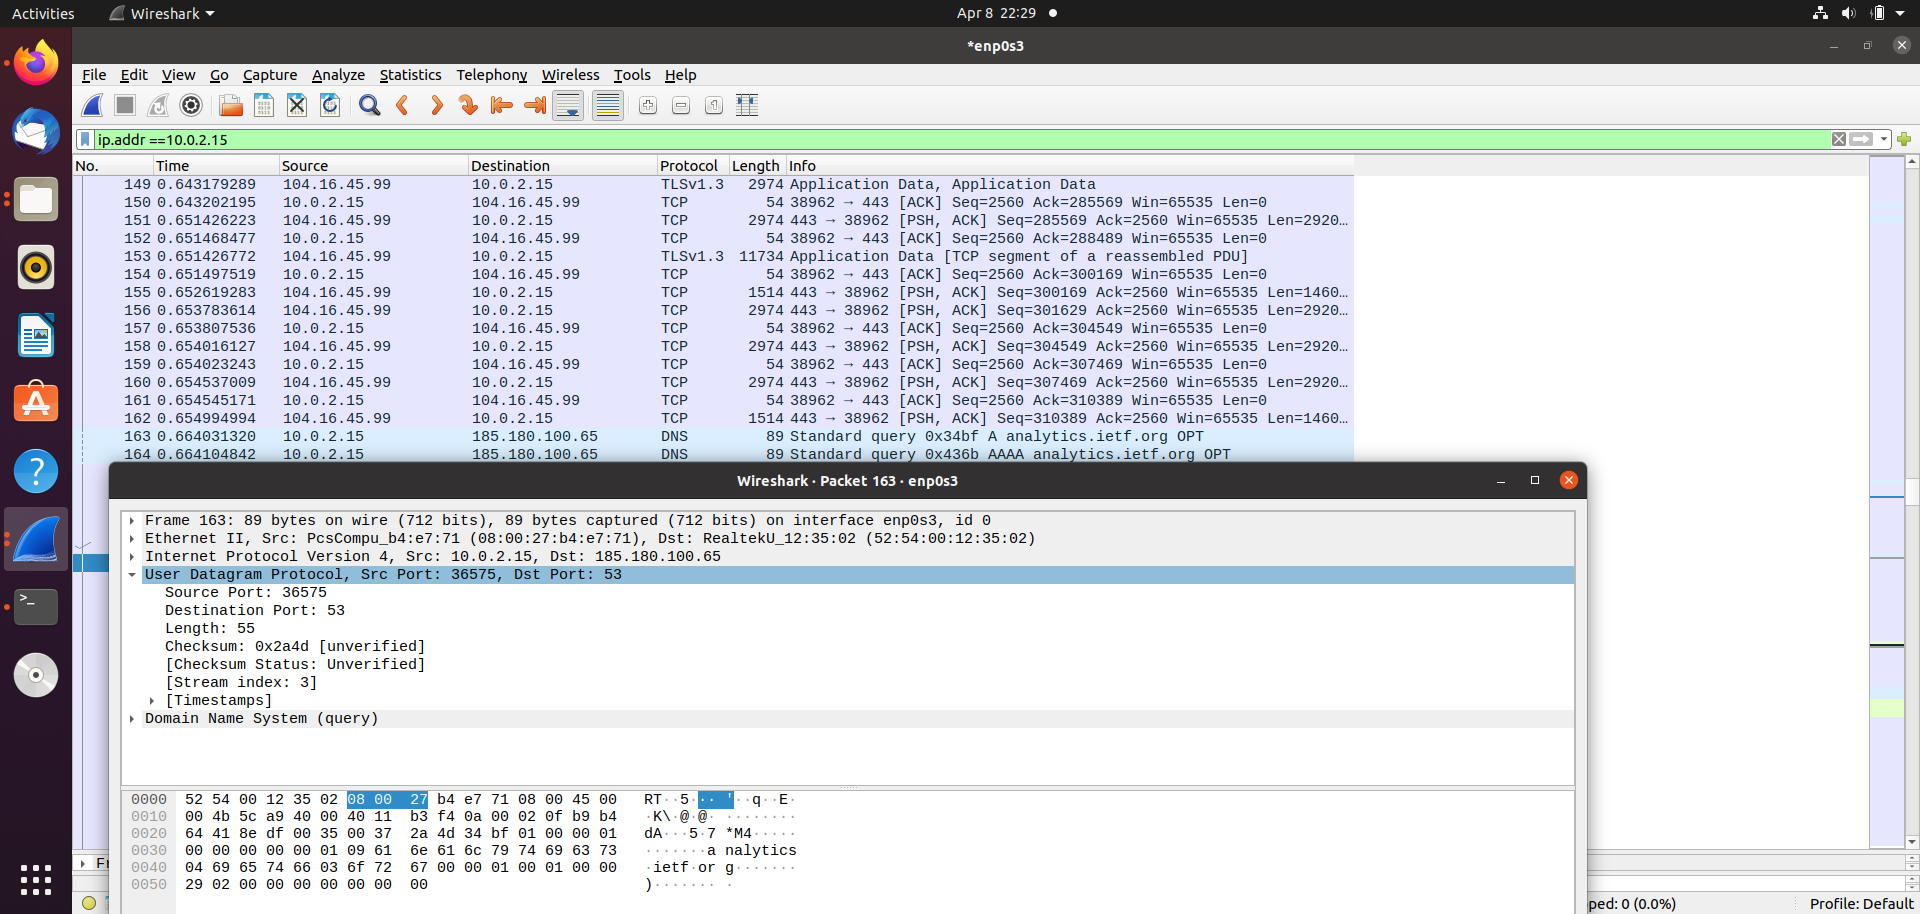 Activities Wireshark Apr 8 22:29
*enp0s3
File Edit View Go Capture Analyze Statistics Telephony Wireless Tools Help
ip.addr ==10.0.2.15
No. Time Source Destination Protocol Length Info
149 0.643179289 104.16.45.99 10.0.2.15 TLSv1.3 2974 Application Data, Application Data
150 0.643202195 10.0.2.15 104.16.45.99 TCP 54 38962 → 443 [ACK] Seq=2560 Ack=285569 Win=65535 Len=0
151 0.651426223 104.16.45.99 10.0.2.15 TCP 2974 443 → 38962 [PSH, ACK] Seq=285569 Ack=2560 Win=65535 Len=2920…
152 0.651468477 10.0.2.15 104.16.45.99 TCP 54 38962 → 443 [ACK] Seq=2560 Ack=288489 Win=65535 Len=0
153 0.651426772 104.16.45.99 10.0.2.15 TLSv1.3 11734 Application Data [TCP segment of a reassembled PDU]
154 0.651497519 10.0.2.15 104.16.45.99 TCP 54 38962 → 443 [ACK] Seq=2560 Ack=300169 Win=65535 Len=0
155 0.652619283 104.16.45.99 10.0.2.15 TCP 1514 443 → 38962 [PSH, ACK] Seq=300169 Ack=2560 Win=65535 Len=1460…
156 0.653783614 104.16.45.99 10.0.2.15 TCP 2974 443 → 38962 [PSH, ACK] Seq=301629 Ack=2560 Win=65535 Len=2920…
157 0.653807536 10.0.2.15 104.16.45.99 TCP 54 38962 → 443 [ACK] Seq=2560 Ack=304549 Win=65535 Len=0
158 0.654016127 104.16.45.99 10.0.2.15 TCP 2974 443 → 38962 [PSH, ACK] Seq=304549 Ack=2560 Win=65535 Len=2920…
159 0.654023243 10.0.2.15 104.16.45.99 TCP 54 38962 → 443 [ACK] Seq=2560 Ack=307469 Win=65535 Len=0
160 0.654537009 104.16.45.99 10.0.2.15 TCP 2974 443 → 38962 [PSH, ACK] Seq=307469 Ack=2560 Win=65535 Len=2920…
161 0.654545171 10.0.2.15 104.16.45.99 TCP 54 38962 → 443 [ACK] Seq=2560 Ack=310389 Win=65535 Len=0
162 0.654994994 104.16.45.99 10.0.2.15 TCP 1514 443 → 38962 [PSH, ACK] Seq=310389 Ack=2560 Win=65535 Len=1460…
163 0.664031320 10.0.2.15 185.180.100.65 DNS 89 Standard query 0x34bf A analytics.ietf.org OPT
164 0.664104842 10.0.2.15 185.180.100.65 DNS 89 Standard query 0x436b AAAA analytics.ietf.org OPT
Wireshark · Packet 163 · enp0s3
Frame 163: 89 bytes on wire (712 bits), 89 bytes captured (712 bits) on interface enp0s3, id 0
Ethernet II, Src: PcsCompu_b4:e7:71 (08:00:27:b4:e7:71), Dst: RealtekU_12:35:02 (52:54:00:12:35:02)
Internet Protocol Version 4, Src: 10.0.2.15, Dst: 185.180.100.65
User Datagram Protocol, Src Port: 36575, Dst Port: 53
Source Port: 36575
Destination Port: 53
Length: 55
Checksum: 0x2a4d [unverified]
[Checksum Status: Unverified]
[Stream index: 3]
[Timestamps]
Domain Name System (query)
0000 52 54 00 12 35 02 08 00 27 b4 e7 71 08 00 45 00 RT··5···'··q··E·
0010 00 4b 5c a9 40 00 40 11 b3 f4 0a 00 02 0f b9 b4 ·K\·@·@· ········
0020 64 41 8e df 00 35 00 37 2a 4d 34 bf 01 00 00 01 dA···5·7 *M4·····
0030 00 00 00 00 00 01 09 61 6e 61 6c 79 74 69 63 73 ·······a nalytics
0040 04 69 65 74 66 03 6f 72 67 00 00 01 00 01 00 00 ·ietf·or g·······
0050 29 02 00 00 00 00 00 00 00 )······· ·
Fr
ped: 0 (0.0%) Profile: Default